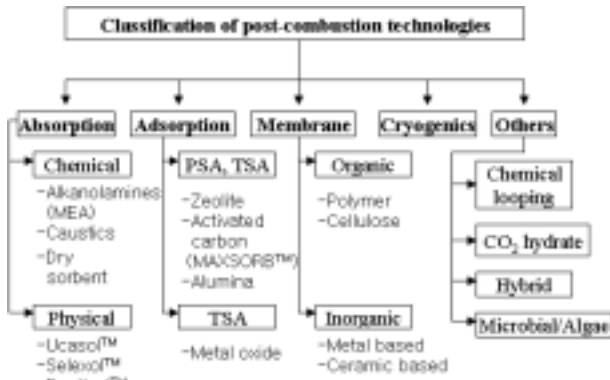 Classification of post-combustion technologies
Absorption
Adsorption
Membrane
Cryogenics
Others
Chemical
-Alkanolamines
(MEA)
-Caustics
-Dry
sorbent
Physical
-Ucasol™
-Selexol™
PSA, TSA
-Zeolite
-Activated
carbon
(MAXSORB™)
-Alumina
TSA
-Metal oxide
Organic
-Polymer
-Cellulose
Inorganic
-Metal based
-Ceramic based
Chemical
looping
CO₂ hydrate
Hybrid
Microbial/Algae